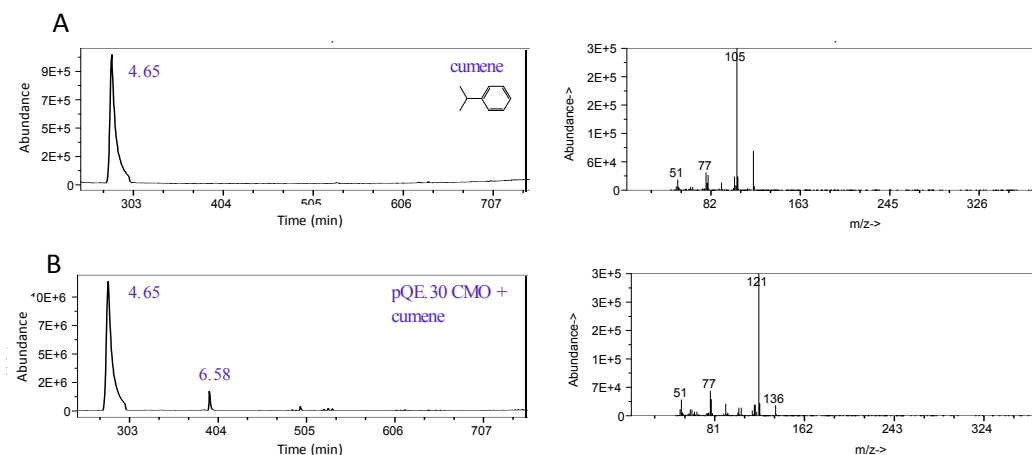 A
Abundance
9E+5
7E+5
5E+5
2E+5
0
4.65
cumene
303
404
505
606
707
Time (min)
Abundance->
3E+5
2E+5
2E+5
1E+5
6E+4
0
51
77
105
82
163
245
326
m/z->
B
Abundance
10E+6
7E+6
5E+6
2E+6
0
4.65
6.58
pQE.30 CMO +
cumene
303
404
505
606
707
Time (min)
Abundance->
3E+5
3E+5
2E+5
1E+5
7E+4
0
51
77
121
136
81
162
243
324
m/z->